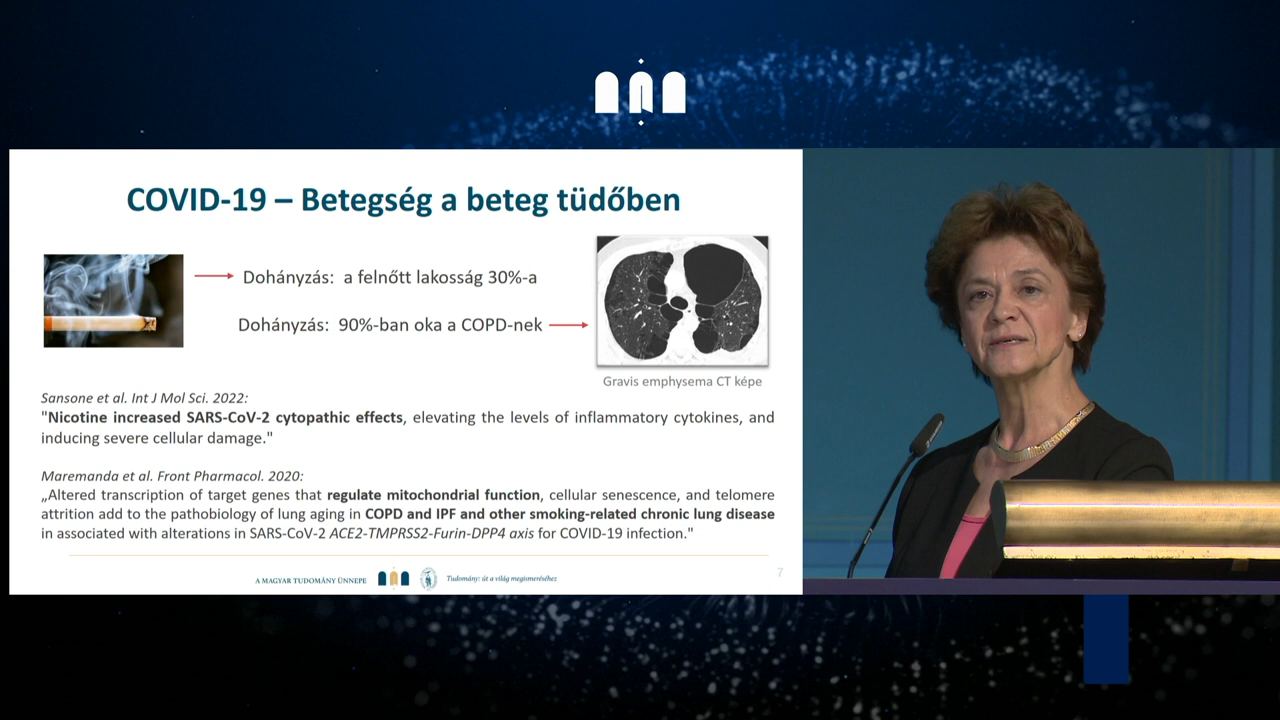 COVID-19 – Betegség a beteg tüdőben
Dohányzás: a felnőtt lakosság 30%-a
Dohányzás: 90%-ban oka a COPD-nek
Gravis emphysema CT képe
Sansone et al. Int J Mol Sci. 2022:
"Nicotine increased SARS-CoV-2 cytopathic effects, elevating the levels of inflammatory cytokines, and
inducing severe cellular damage."
Maremanda et al. Front Pharmacol. 2020:
„Altered transcription of target genes that regulate mitochondrial function, cellular senescence, and telomere
attrition add to the pathobiology of lung aging in COPD and IPF and other smoking-related chronic lung disease
in associated with alterations in SARS-CoV-2 ACE2-TMPRSS2-Furin-DPP4 axis for COVID-19 infection."
A MAGYAR TUDOMÁNY ÜNNEPE
Tudomány: út a világ megismeréséhez
7